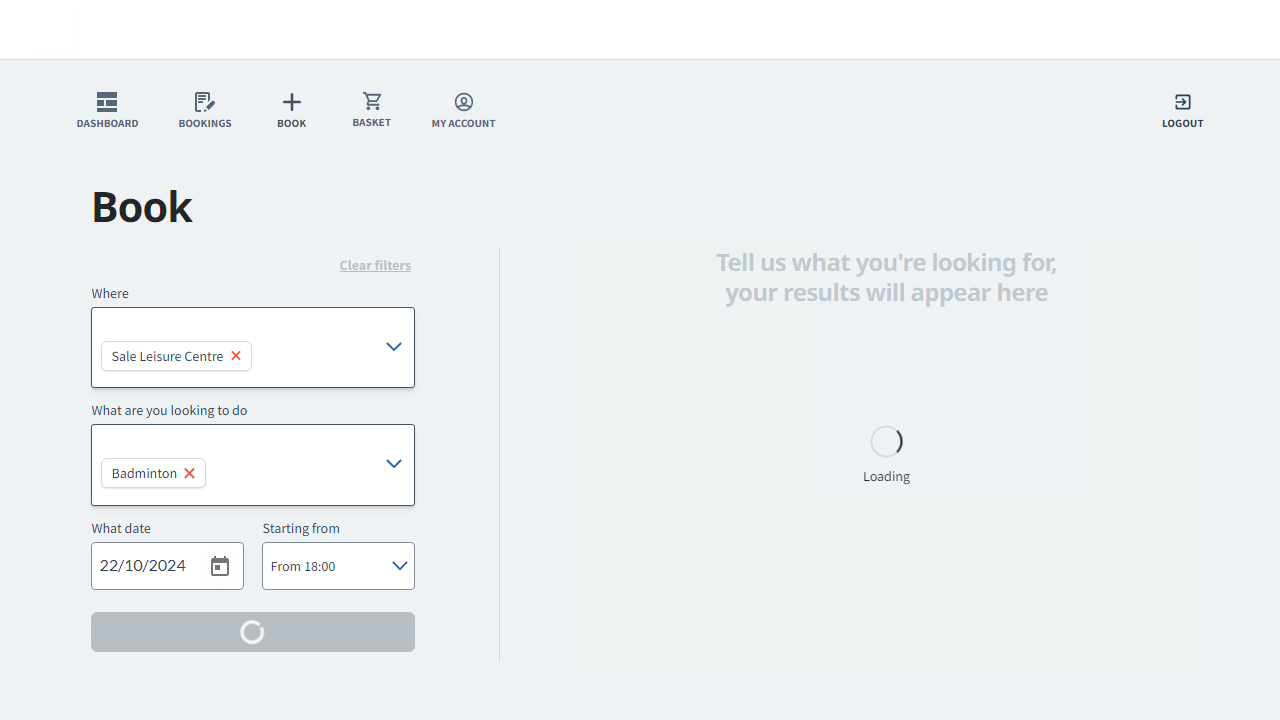 DASHBOARD
BOOKINGS
BOOK
BASKET
MY ACCOUNT
LOGOUT
Book
Clear filters
Where
Sale Leisure Centre
What are you looking to do
Badminton
What date
Starting from
22/10/2024
From 18:00
Tell us what you're looking for,
your results will appear here
Loading